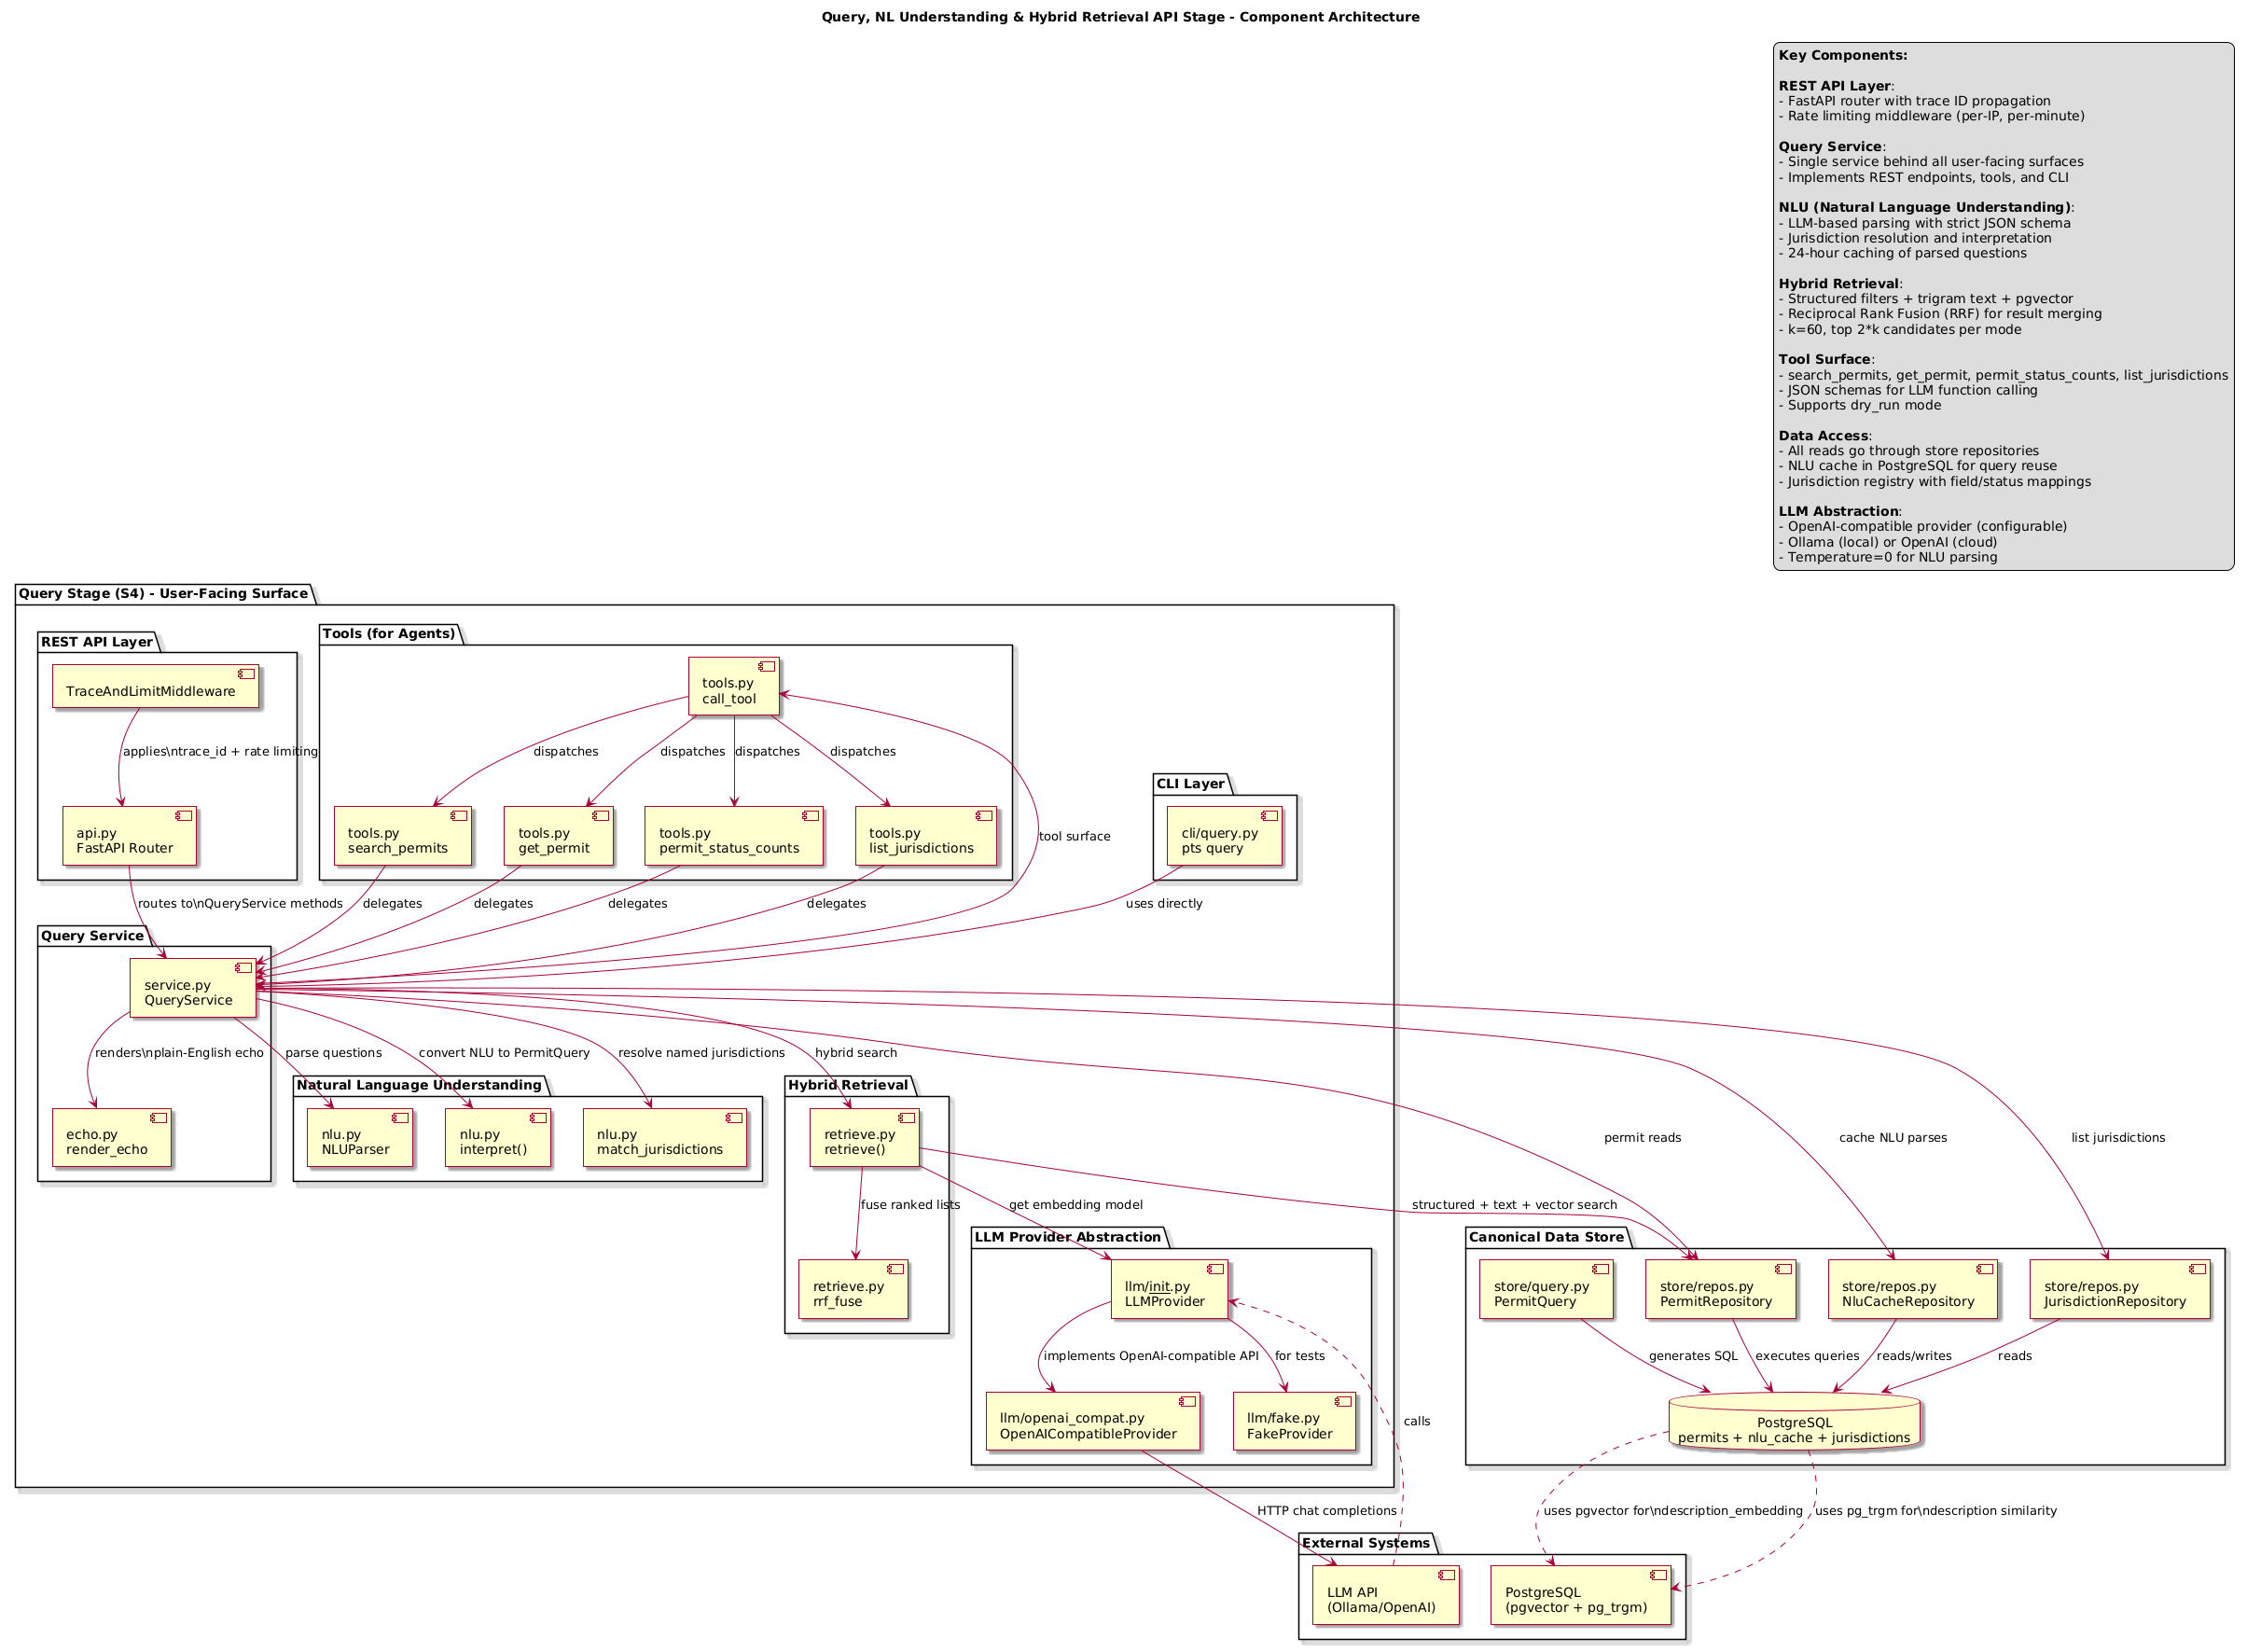 Query, NL Understanding & Hybrid Retrieval API Stage - Component Architecture
Key Components:
REST API Layer:
- FastAPI router with trace ID propagation
- Rate limiting middleware (per-IP, per-minute)
Query Service:
- Single service behind all user-facing surfaces
- Implements REST endpoints, tools, and CLI
NLU (Natural Language Understanding):
- LLM-based parsing with strict JSON schema
- Jurisdiction resolution and interpretation
- 24-hour caching of parsed questions
Hybrid Retrieval:
- Structured filters + trigram text + pgvector
- Reciprocal Rank Fusion (RRF) for result merging
- k=60, top 2*k candidates per mode
Tool Surface:
- search_permits, get_permit, permit_status_counts, list_jurisdictions
- JSON schemas for LLM function calling
- Supports dry_run mode
Data Access:
- All reads go through store repositories
- NLU cache in PostgreSQL for query reuse
- Jurisdiction registry with field/status mappings
LLM Abstraction:
- OpenAI-compatible provider (configurable)
- Ollama (local) or OpenAI (cloud)
- Temperature=0 for NLU parsing
Query Stage (S4) - User-Facing Surface
REST API Layer
TraceAndLimitMiddleware
applies\ntrace_id + rate limiting
api.py
FastAPI Router
Tools (for Agents)
tools.py
call_tool
dispatches
dispatches
dispatches
dispatches
tools.py
search_permits
tools.py
get_permit
tools.py
permit_status_counts
tools.py
list_jurisdictions
tool surface
CLI Layer
cli/query.py
pts query
routes to\nQueryService methods
delegates
delegates
delegates
delegates
uses directly
Query Service
service.py
QueryService
renders\nplain-English echo
parse questions
convert NLU to PermitQuery
resolve named jurisdictions
hybrid search
echo.py
render_echo
Natural Language Understanding
nlu.py
NLUParser
nlu.py
interpret()
nlu.py
match_jurisdictions
Hybrid Retrieval
retrieve.py
retrieve()
permit reads
cache NLU parses
list jurisdictions
fuse ranked lists
get embedding model
structured + text + vector search
retrieve.py
rrf_fuse
LLM Provider Abstraction
llm/init.py
LLMProvider
implements OpenAI-compatible API
for tests
llm/openai_compat.py
OpenAICompatibleProvider
llm/fake.py
FakeProvider
calls
Canonical Data Store
store/query.py
PermitQuery
store/repos.py
PermitRepository
store/repos.py
NluCacheRepository
store/repos.py
JurisdictionRepository
generates SQL
executes queries
reads/writes
reads
PostgreSQL
permits + nlu_cache + jurisdictions
HTTP chat completions
uses pgvector for\ndescription_embedding
uses pg_trgm for\ndescription similarity
External Systems
LLM API
(Ollama/OpenAI)
PostgreSQL
(pgvector + pg_trgm)